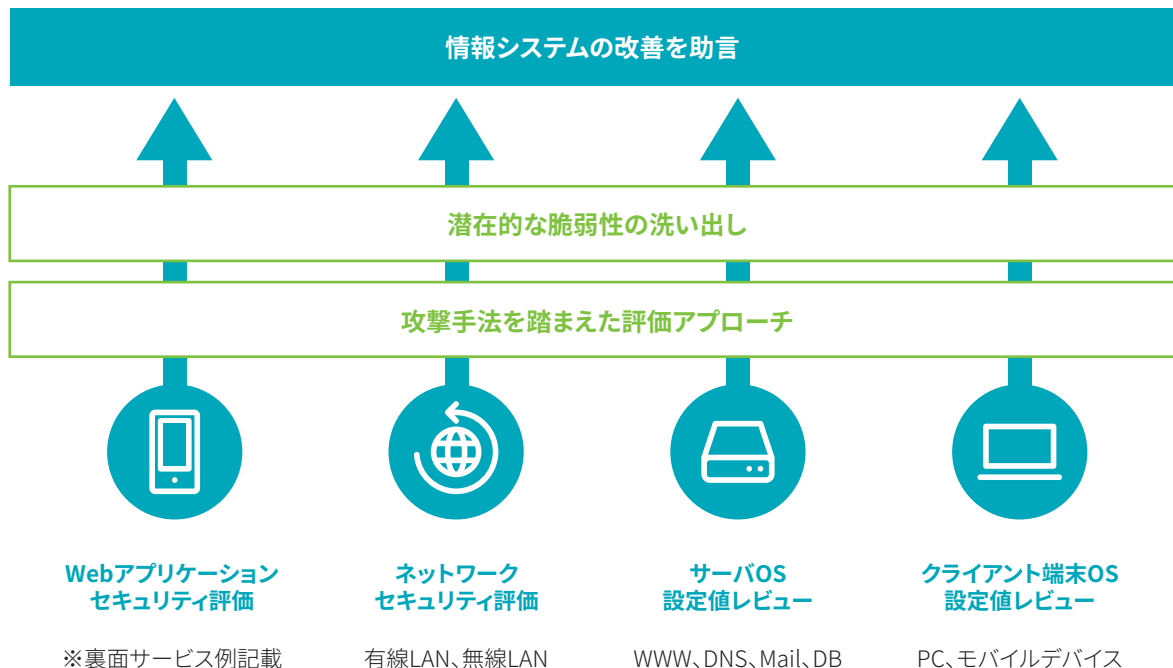 情報システムの改善を助言
潜在的な脆弱性の洗い出し
攻撃手法を踏まえた評価アプローチ
Webアプリケーション
セキュリティ評価
※裏面サービス例記載
ネットワーク
セキュリティ評価
有線LAN、無線LAN
サーバOS
設定値レビュー
WWW、DNS、Mail、DB
クライアント端末OS
設定値レビュー
PC、モバイルデバイス